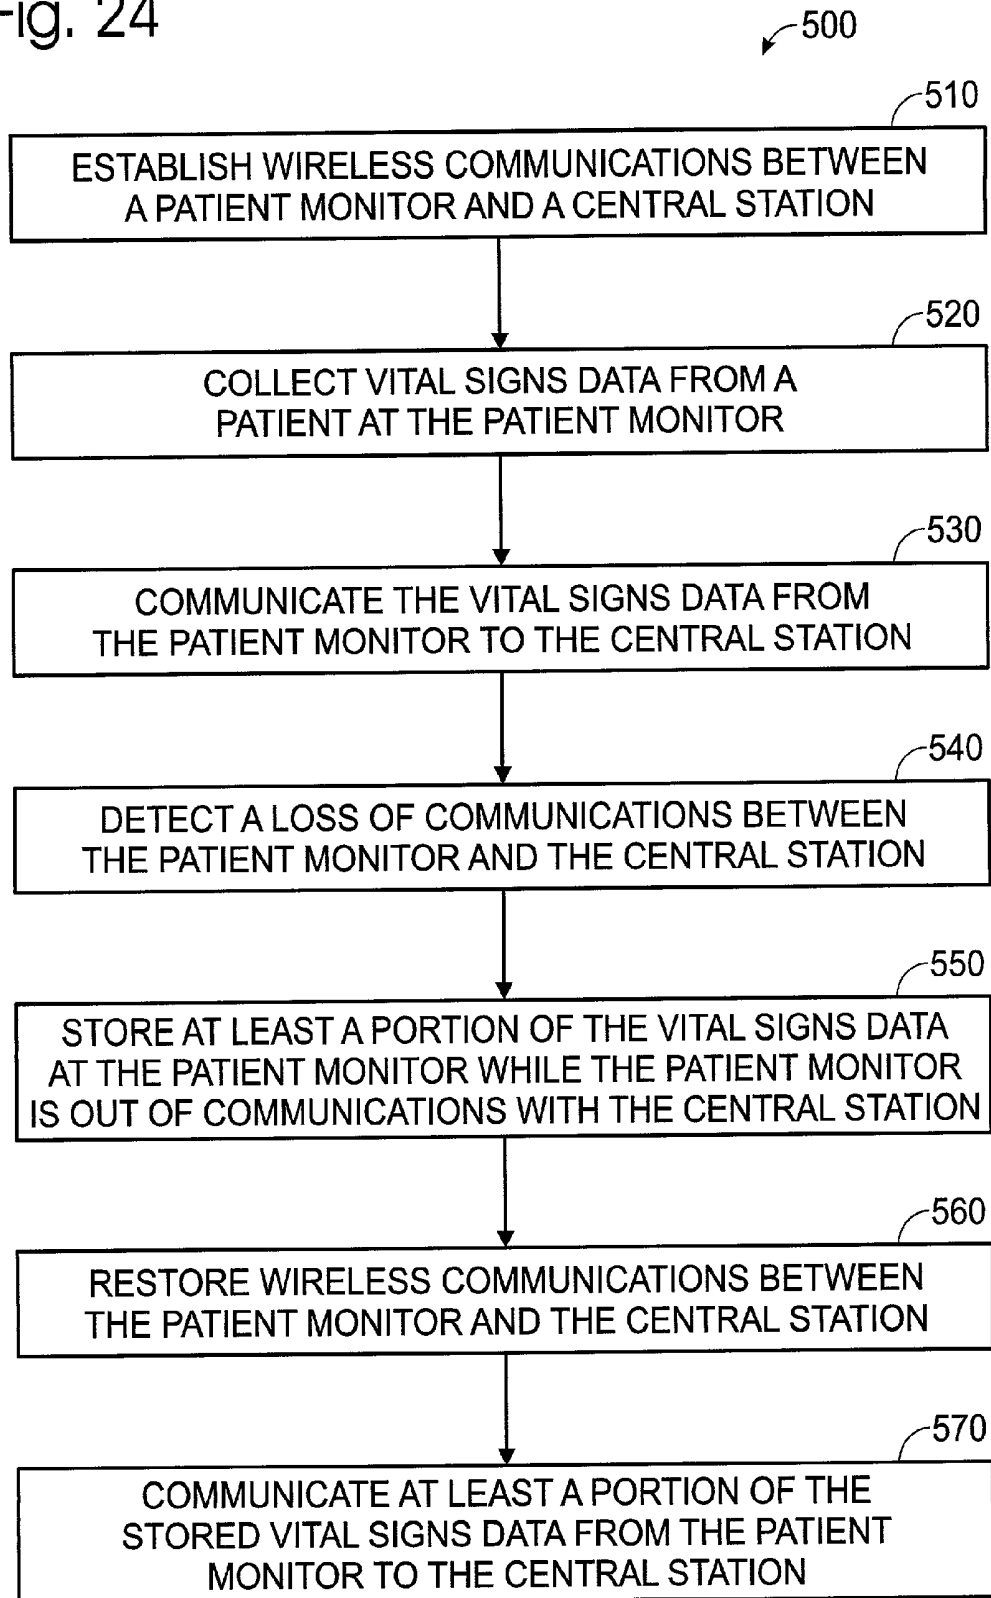 Fig. 24
500
510
ESTABLISH WIRELESS COMMUNICATIONS BETWEEN
A PATIENT MONITOR AND A CENTRAL STATION
520
COLLECT VITAL SIGNS DATA FROM A
PATIENT AT THE PATIENT MONITOR
530
COMMUNICATE THE VITAL SIGNS DATA FROM
THE PATIENT MONITOR TO THE CENTRAL STATION
540
DETECT A LOSS OF COMMUNICATIONS BETWEEN
THE PATIENT MONITOR AND THE CENTRAL STATION
550
STORE AT LEAST A PORTION OF THE VITAL SIGNS DATA
AT THE PATIENT MONITOR WHILE THE PATIENT MONITOR
IS OUT OF COMMUNICATIONS WITH THE CENTRAL STATION
560
RESTORE WIRELESS COMMUNICATIONS BETWEEN
THE PATIENT MONITOR AND THE CENTRAL STATION
570
COMMUNICATE AT LEAST A PORTION OF THE
STORED VITAL SIGNS DATA FROM THE PATIENT
MONITOR TO THE CENTRAL STATION